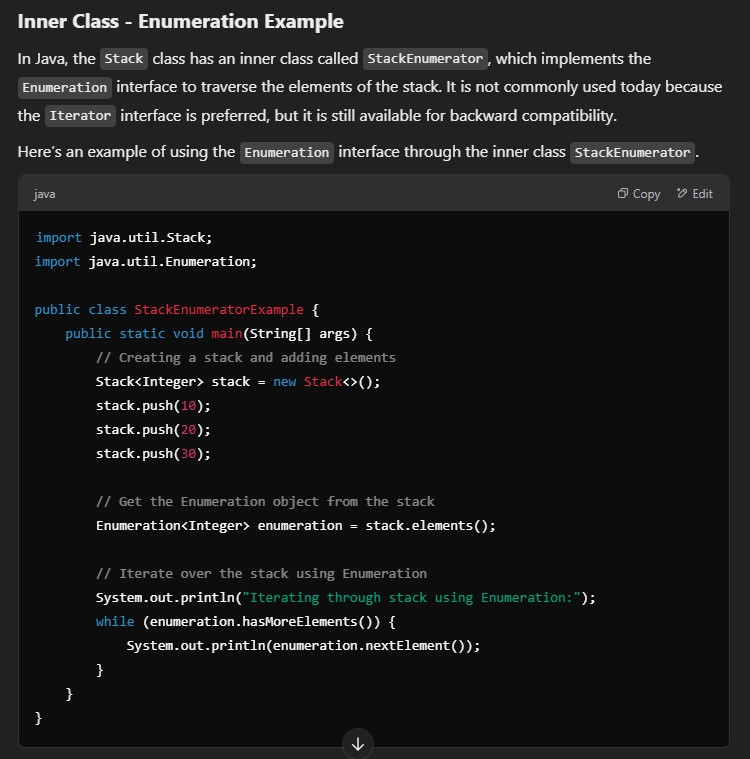 Inner Class - Enumeration Example
In Java, the Stack class has an inner class called StackEnumerator, which implements the
Enumeration interface to traverse the elements of the stack. It is not commonly used today because
the Iterator interface is preferred, but it is still available for backward compatibility.
Here's an example of using the Enumeration interface through the inner class StackEnumerator.
java Copy Edit
import java.util.Stack;
import java.util.Enumeration;
public class StackEnumeratorExample {
    public static void main(String[] args) {
        // Creating a stack and adding elements
        Stack<Integer> stack = new Stack<>();
        stack.push(10);
        stack.push(20);
        stack.push(30);
        // Get the Enumeration object from the stack
        Enumeration<Integer> enumeration = stack.elements();
        // Iterate over the stack using Enumeration
        System.out.println("Iterating through stack using Enumeration:");
        while (enumeration.hasMoreElements()) {
            System.out.println(enumeration.nextElement());
        }
    }
}